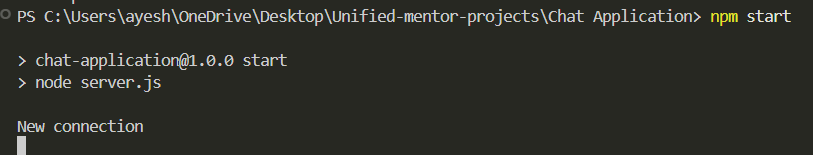 PS C:\Users\ayesh\OneDrive\Desktop\Unified-mentor-projects\Chat Application> npm start
> chat-application@1.0.0 start
> node server.js
New connection